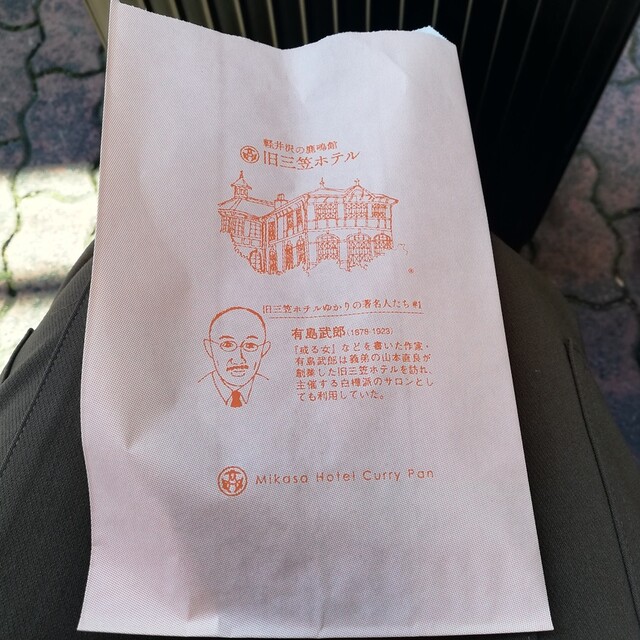 軽井沢の鹿鳴館
旧三笠ホテル
旧三笠ホテルゆかりの著名人たち#1
有島武郎(1878-1923)
「或る女」などを書いた作家・
有島武郎は義弟の山本直良が
創業した旧三笠ホテルを訪れ、
主催する白樺派のサロンとし
ても利用していた。
Mikasa Hotel Curry Pan